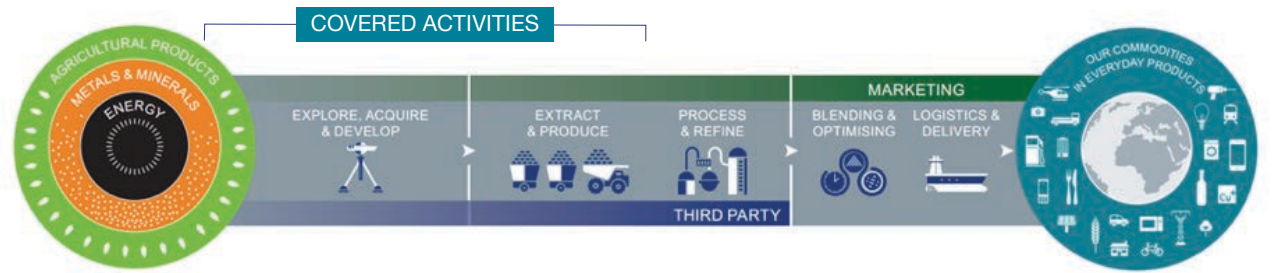 COVERED ACTIVITIES
AGRICULTURAL PRODUCTS
METALS & MINERALS
ENERGY
EXPLORE, ACQUIRE
& DEVELOP
EXTRACT
& PRODUCE
PROCESS
& REFINE
THIRD PARTY
MARKETING
BLENDING &
OPTIMISING
LOGISTICS &
DELIVERY
OUR COMMODITIES
IN EVERYDAY PRODUCTS
Cu+